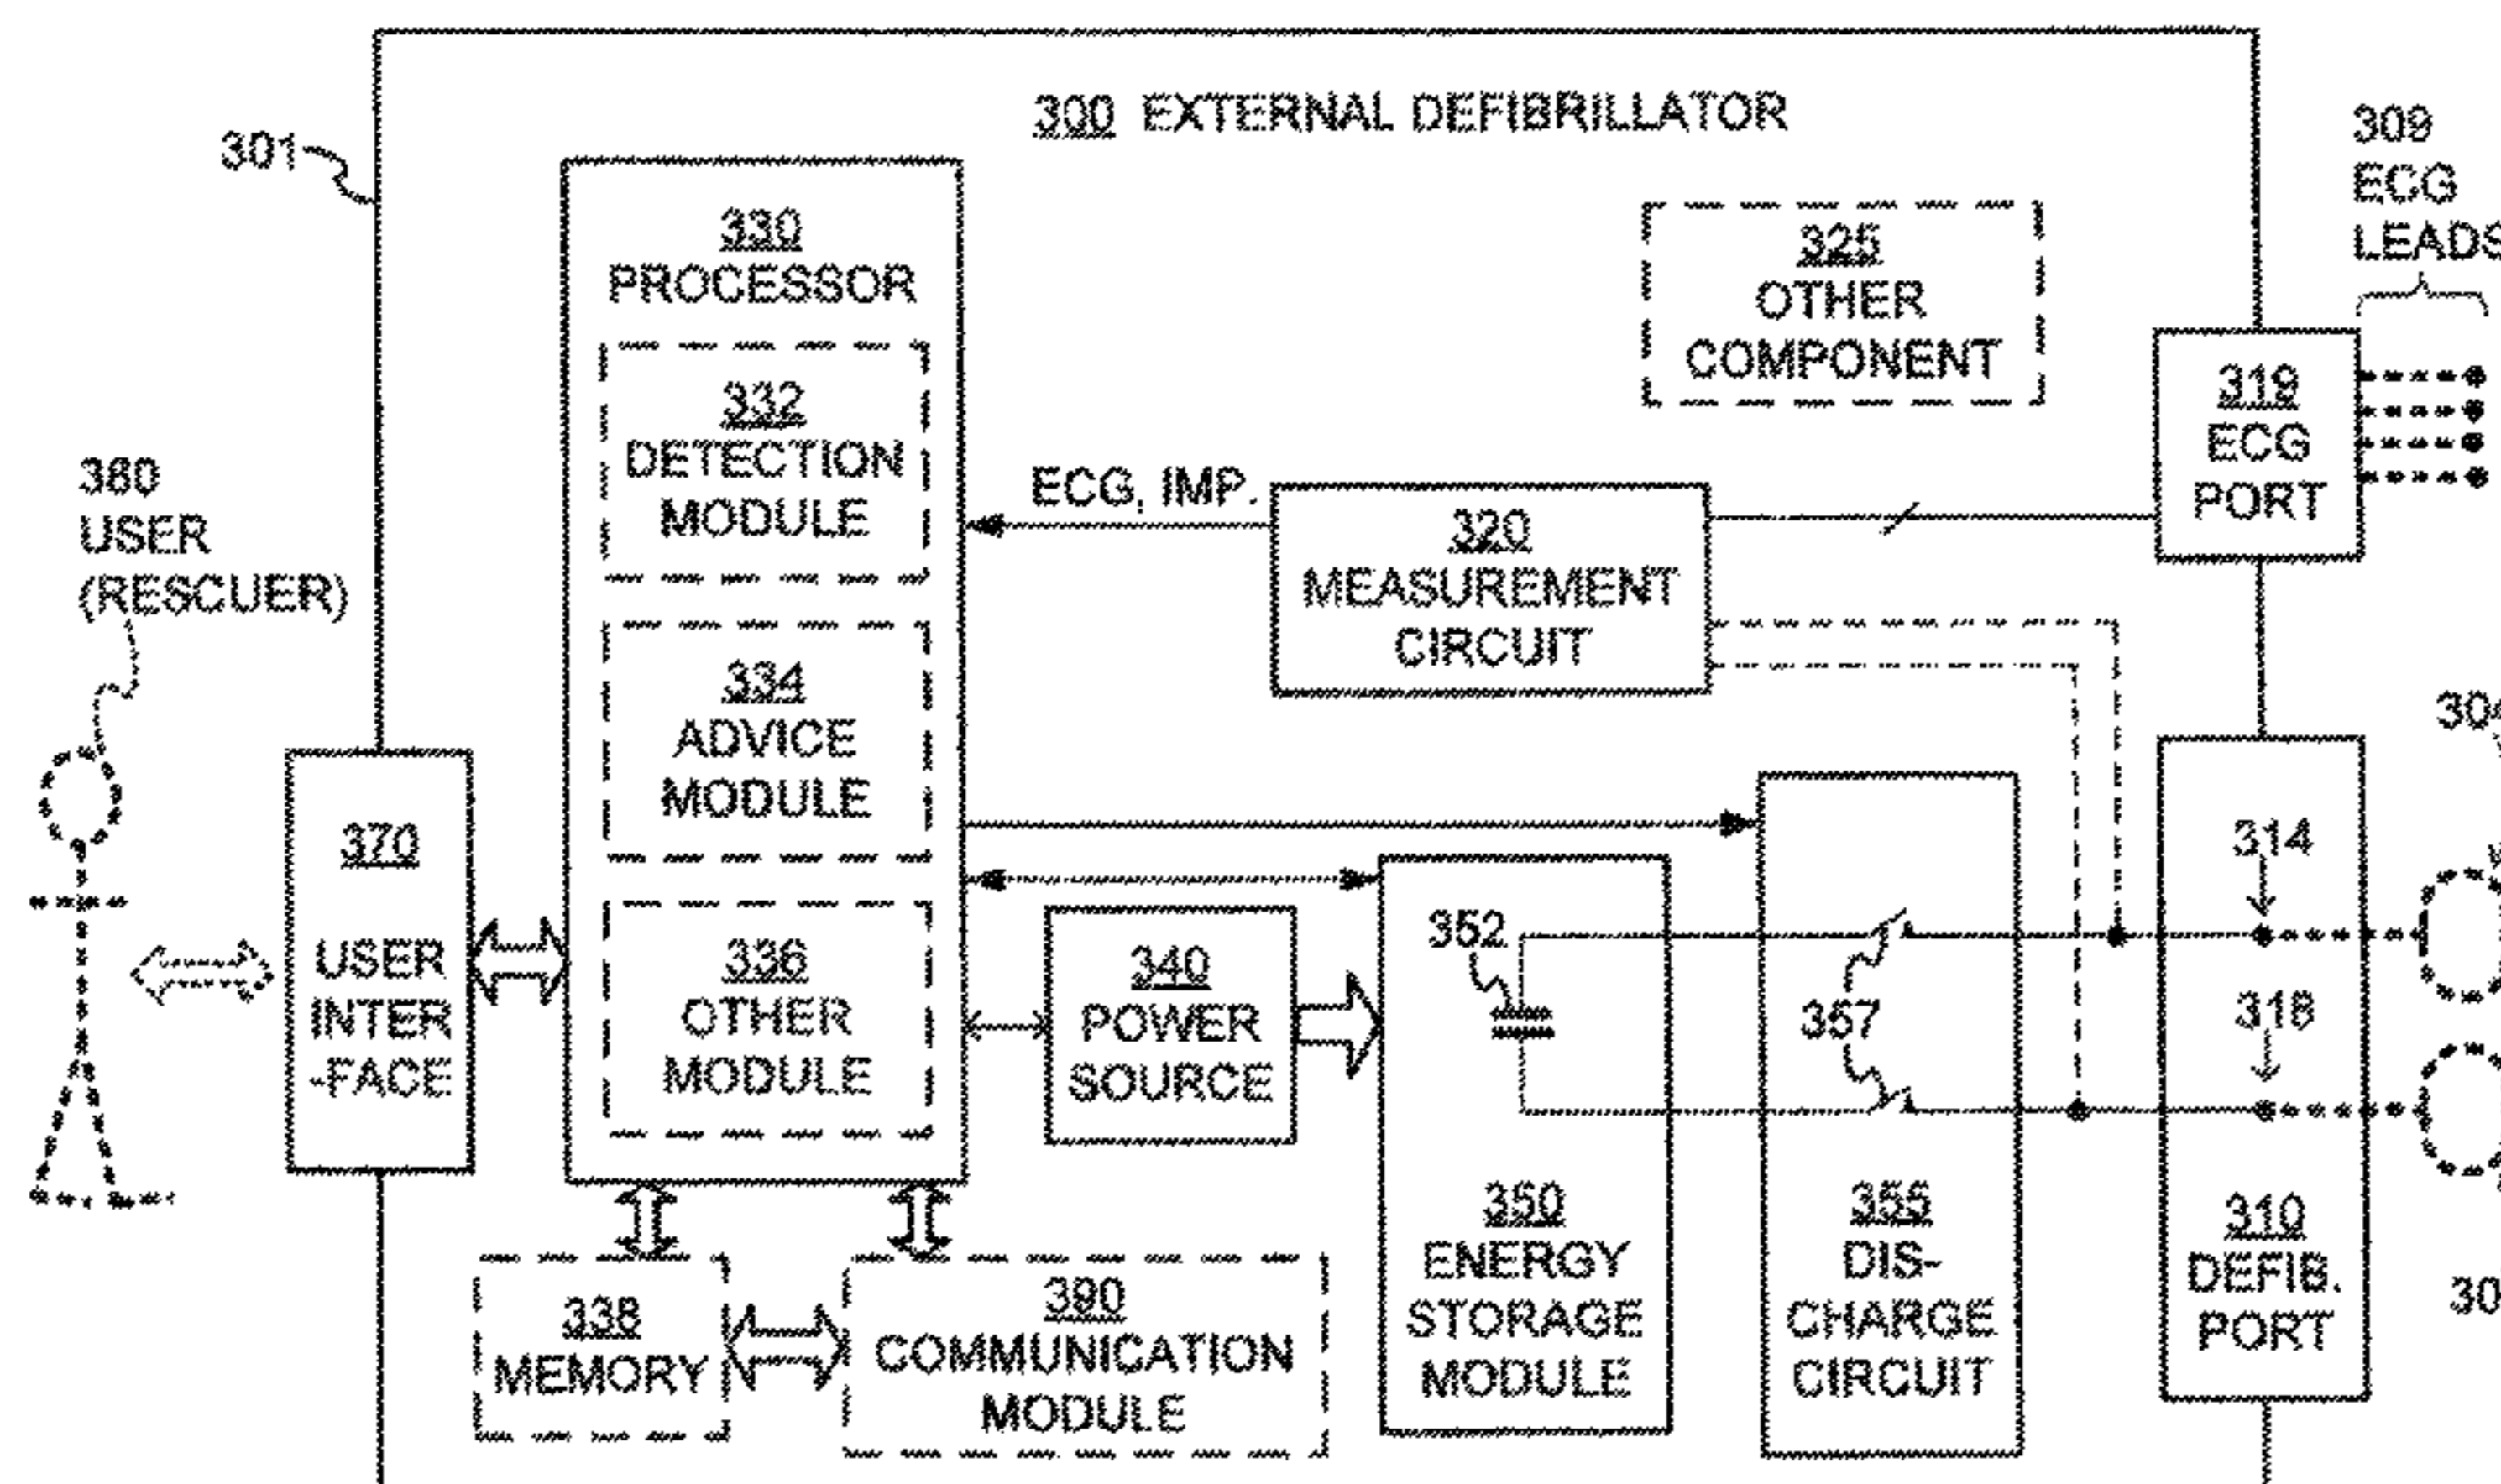 300 EXTERNAL DEFIBRILLATOR
301
309
ECG
LEADS
330
PROCESSOR
325
OTHER
COMPONENT
332
DETECTION
MODULE
319
ECG
PORT
ECG, IMP.
320
MEASUREMENT
CIRCUIT
380
USER
(RESCUER)
334
ADVICE
MODULE
370
USER
INTER
-FACE
336
OTHER
MODULE
340
POWER
SOURCE
352
357
314
318
350
ENERGY
STORAGE
MODULE
355
DIS-
CHARGE
CIRCUIT
310
DEFIB.
PORT
338
MEMORY
390
COMMUNICATION
MODULE